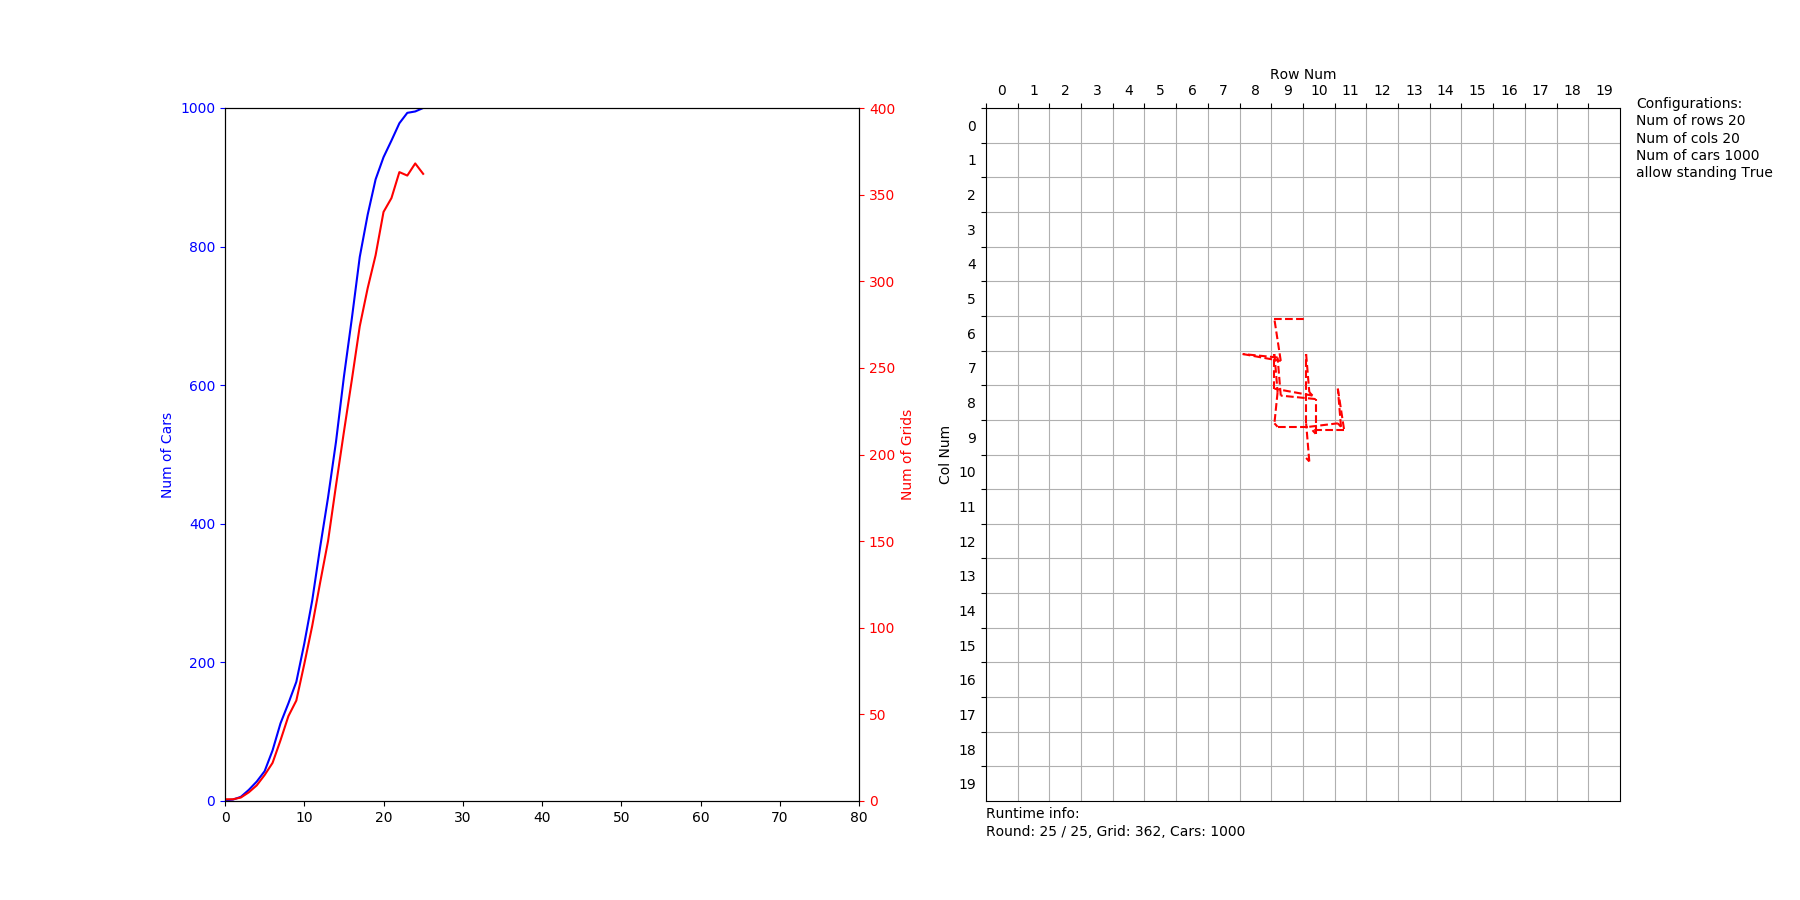 Num of Cars
1000
800
600
400
200
0
0 10 20 30 40 50 60 70 80
400
350
300
250
200
150
100
50
0
Num of Grids
Row Num
0 1 2 3 4 5 6 7 8 9 10 11 12 13 14 15 16 17 18 19
Col Num
0
1
2
3
4
5
6
7
8
9
10
11
12
13
14
15
16
17
18
19
Configurations:
Num of rows 20
Num of cols 20
Num of cars 1000
allow standing True
Runtime info:
Round: 25 / 25, Grid: 362, Cars: 1000